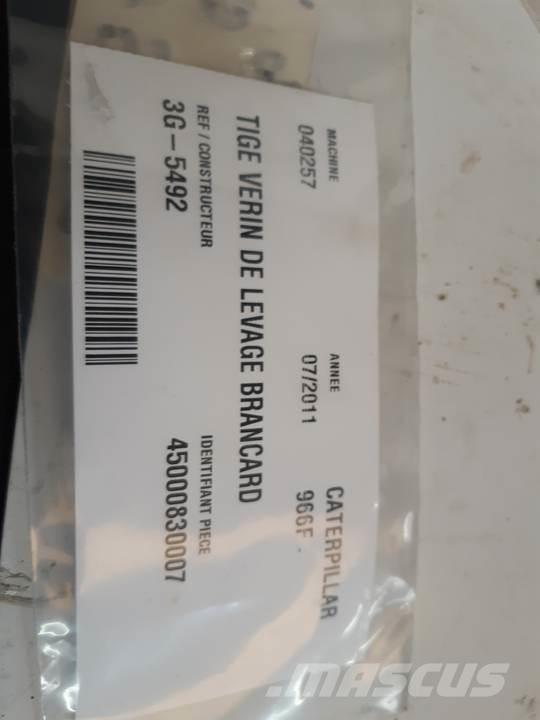 MACHINE
040257
ANNEE
07/2011
CATERPILLAR
966F
TIGE VERIN DE LEVAGE BRANCARD
REF / CONSTRUCTEUR
3G-5492
IDENTIFIANT PIECE
45000830007
MASCUS